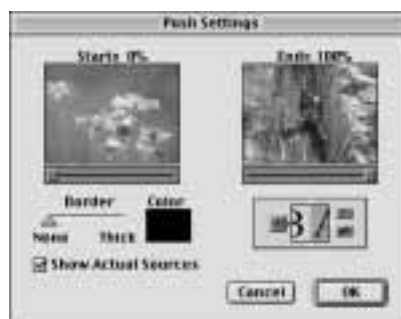 Push Settings
Start: 0%
End: 100%
Border
Color
None
Thick
Show Actual Sources
Cancel
OK